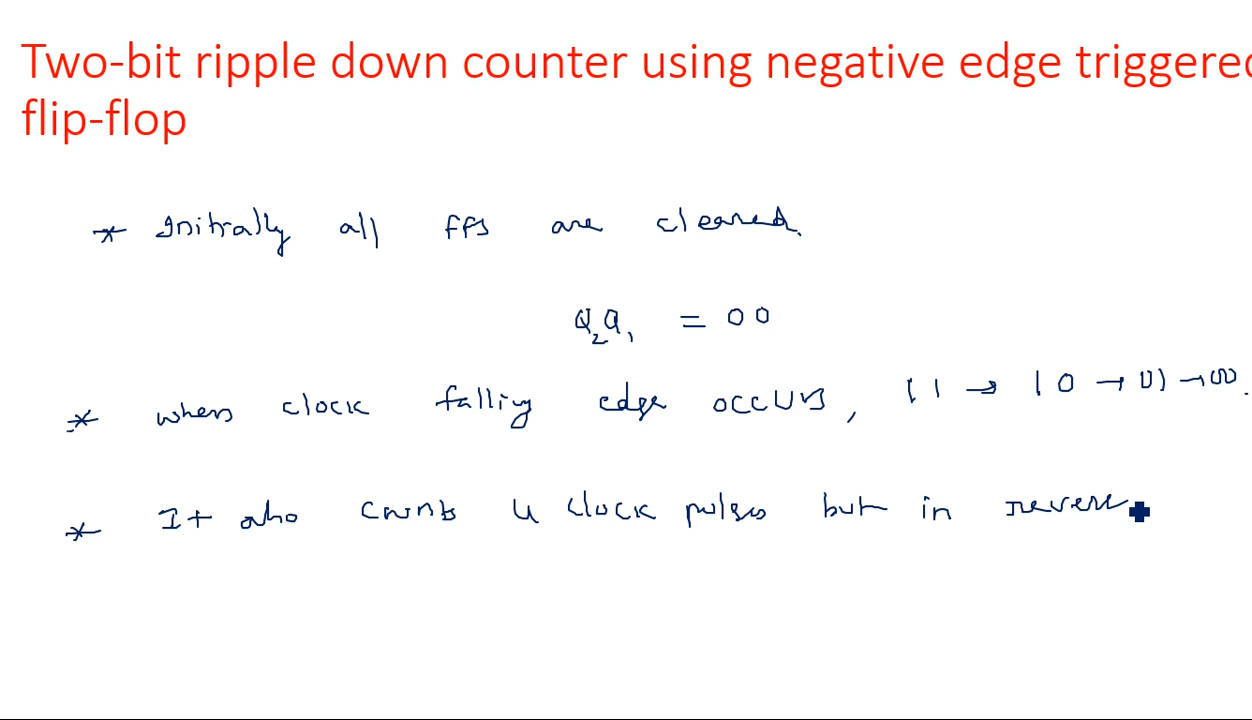 Two-bit ripple down counter using negative edge triggered
flip-flop
* Initially all FFs are cleared.
Q₂Q₁ = 00
* when clock falling edge occurs, 11 → 10 → 01 → 00.
* It also counts 4 clock pulses but in reverse